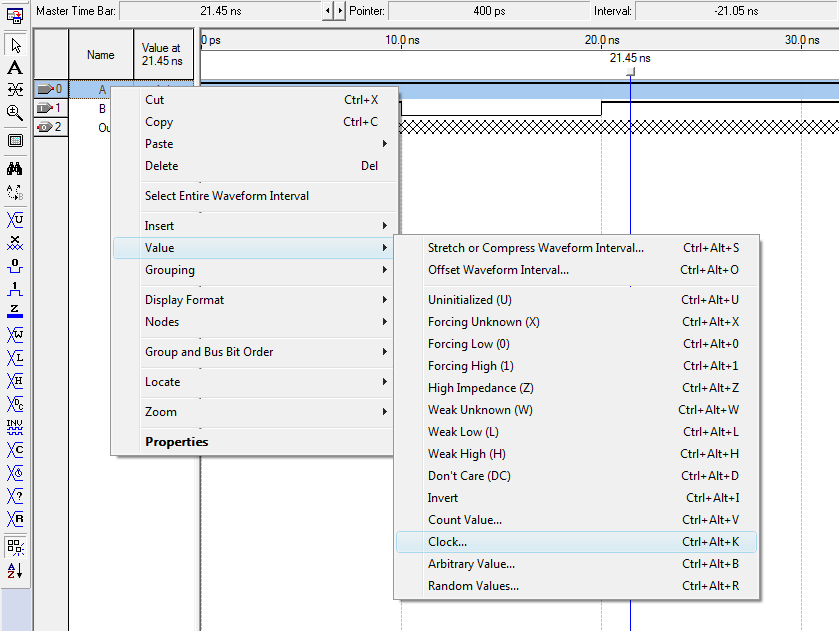 Master Time Bar: 21.45 ns Pointer: 400 ps Interval: -21.05 ns
Name
Value at
21.45 ns
0 ps 10.0 ns 20.0 ns 30.0 ns
21.45 ns
0 A
1 B
2 Ou
Cut Ctrl+X
Copy Ctrl+C
Paste
Delete Del
Select Entire Waveform Interval
Insert
Value
Grouping
Display Format
Nodes
Group and Bus Bit Order
Locate
Zoom
Properties
Stretch or Compress Waveform Interval... Ctrl+Alt+S
Offset Waveform Interval... Ctrl+Alt+O
Uninitialized (U) Ctrl+Alt+U
Forcing Unknown (X) Ctrl+Alt+X
Forcing Low (0) Ctrl+Alt+0
Forcing High (1) Ctrl+Alt+1
High Impedance (Z) Ctrl+Alt+Z
Weak Unknown (W) Ctrl+Alt+W
Weak Low (L) Ctrl+Alt+L
Weak High (H) Ctrl+Alt+H
Don't Care (DC) Ctrl+Alt+D
Invert Ctrl+Alt+I
Count Value... Ctrl+Alt+V
Clock... Ctrl+Alt+K
Arbitrary Value... Ctrl+Alt+B
Random Values... Ctrl+Alt+R